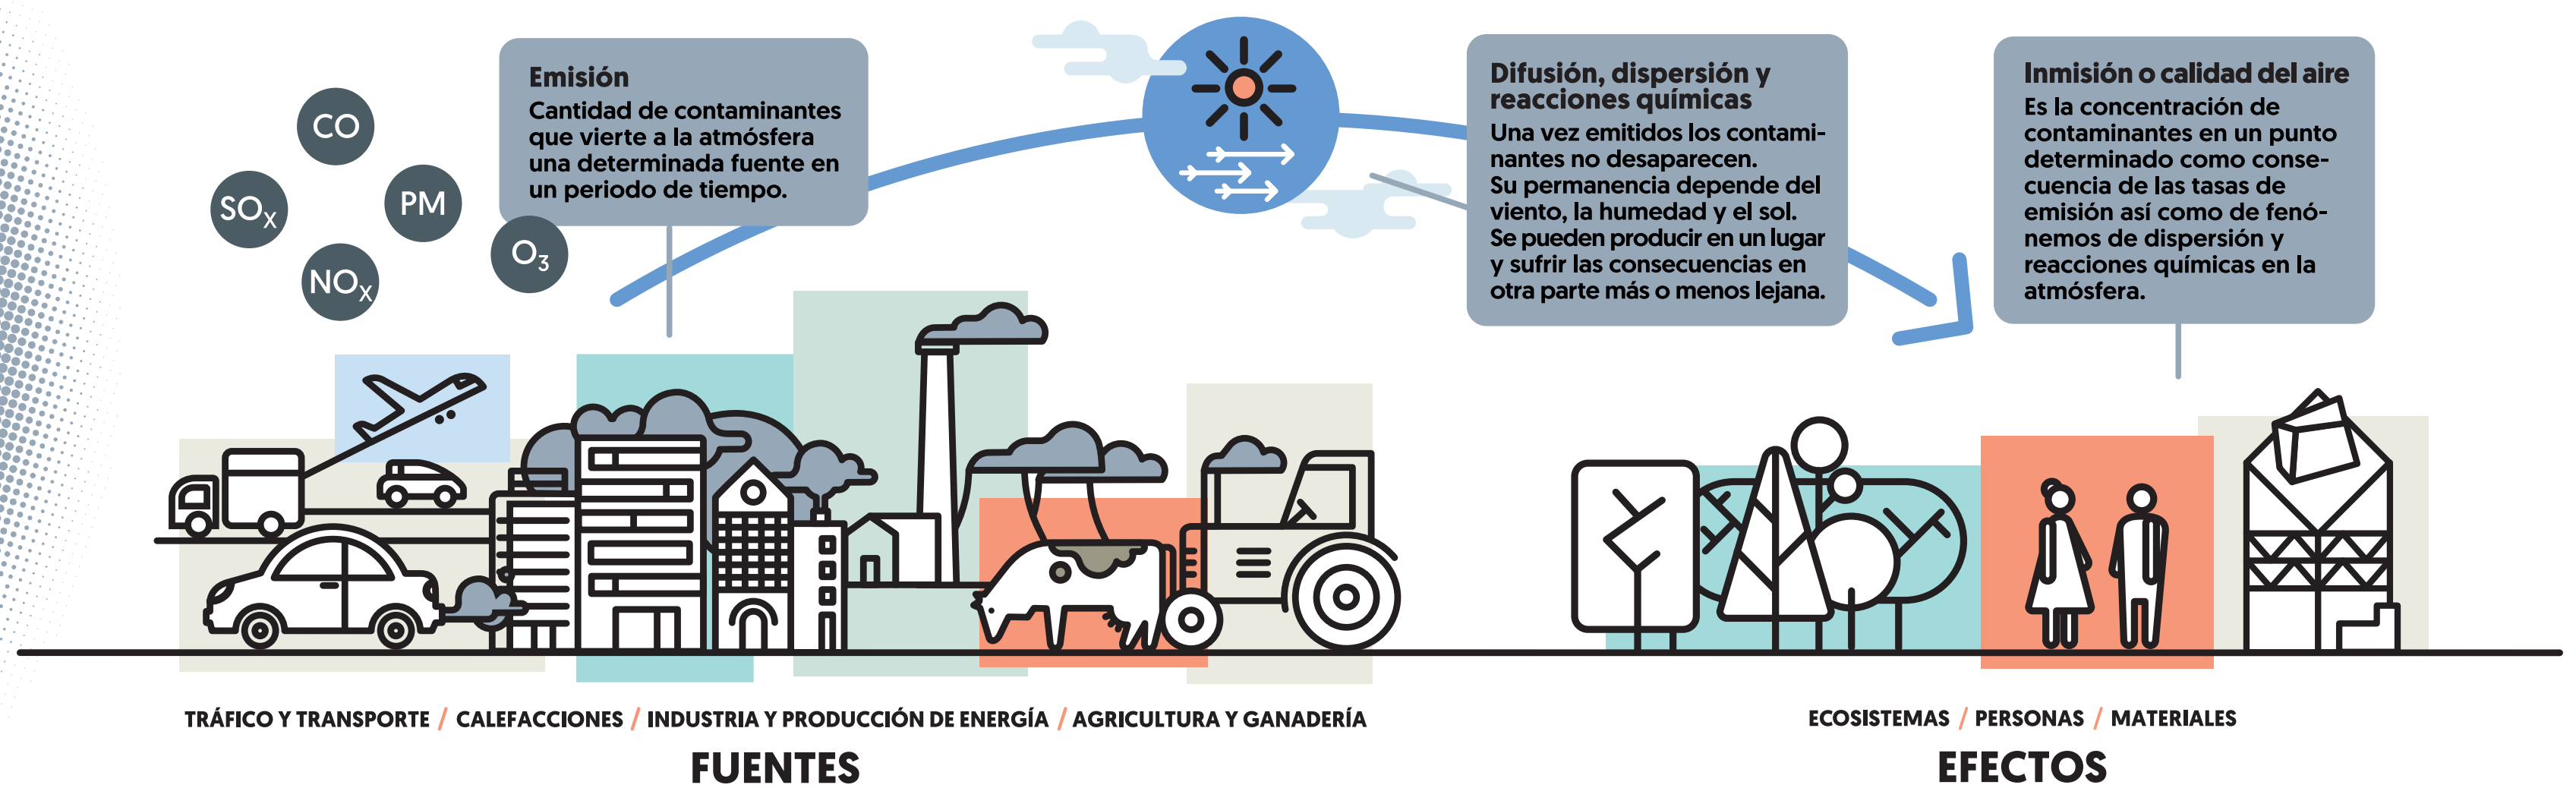 CO
SOX
PM
NOX
O3
Emisión
Cantidad de contaminantes
que vierte a la atmósfera
una determinada fuente en
un periodo de tiempo.
Difusión, dispersión y
reacciones químicas
Una vez emitidos los contami-
nantes no desaparecen.
Su permanencia depende del
viento, la humedad y el sol.
Se pueden producir en un lugar
y sufrir las consecuencias en
otra parte más o menos lejana.
Inmisión o calidad del aire
Es la concentración de
contaminantes en un punto
determinado como conse-
cuencia de las tasas de
emisión así como de fenó-
nemos de dispersión y
reacciones químicas en la
atmósfera.
TRÁFICO Y TRANSPORTE / CALEFACCIONES / INDUSTRIA Y PRODUCCIÓN DE ENERGÍA / AGRICULTURA Y GANADERÍA
FUENTES
ECOSISTEMAS / PERSONAS / MATERIALES
EFECTOS